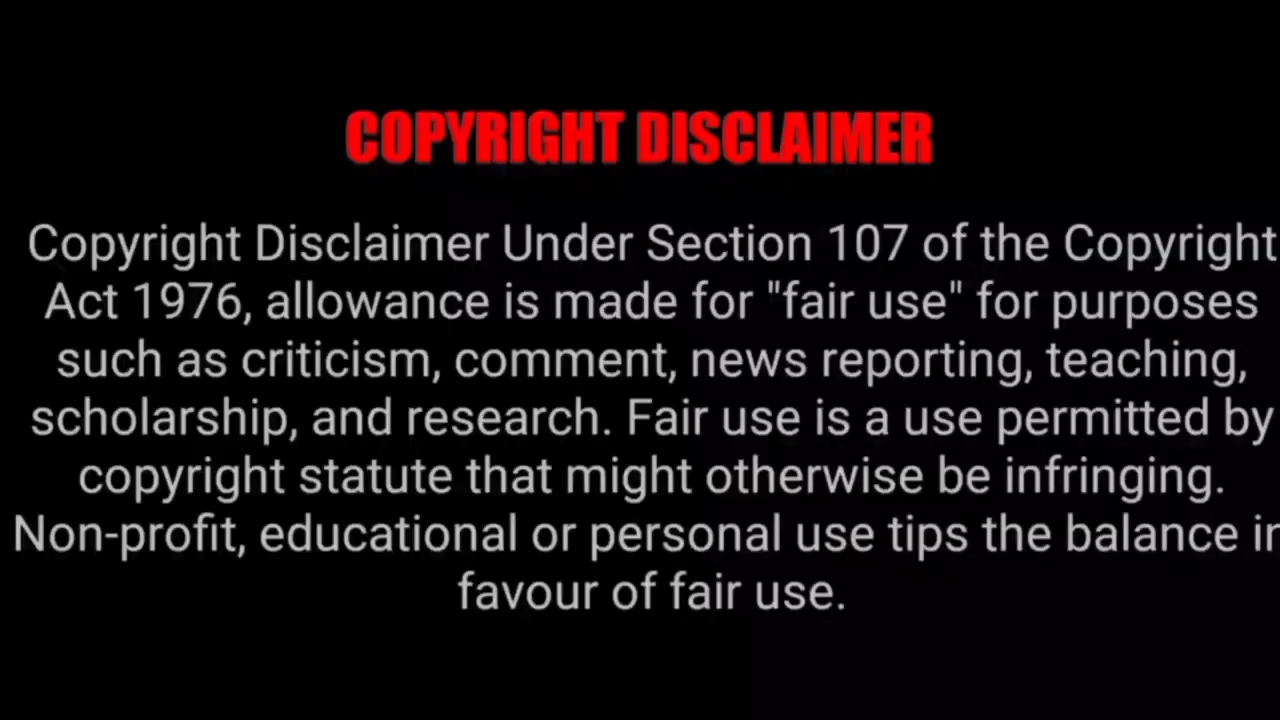 COPYRIGHT DISCLAIMER
Copyright Disclaimer Under Section 107 of the Copyright
Act 1976, allowance is made for "fair use" for purposes
such as criticism, comment, news reporting, teaching,
scholarship, and research. Fair use is a use permitted by
copyright statute that might otherwise be infringing.
Non-profit, educational or personal use tips the balance in
favour of fair use.